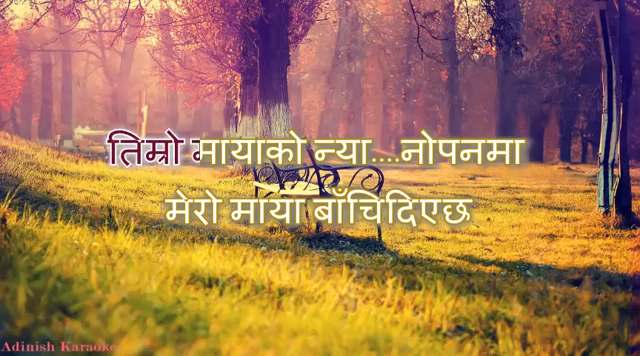 तिम्रो मायाको न्या....नोपनमा
मेरो माया बाँचिदिएछ
Adinish Karaoke